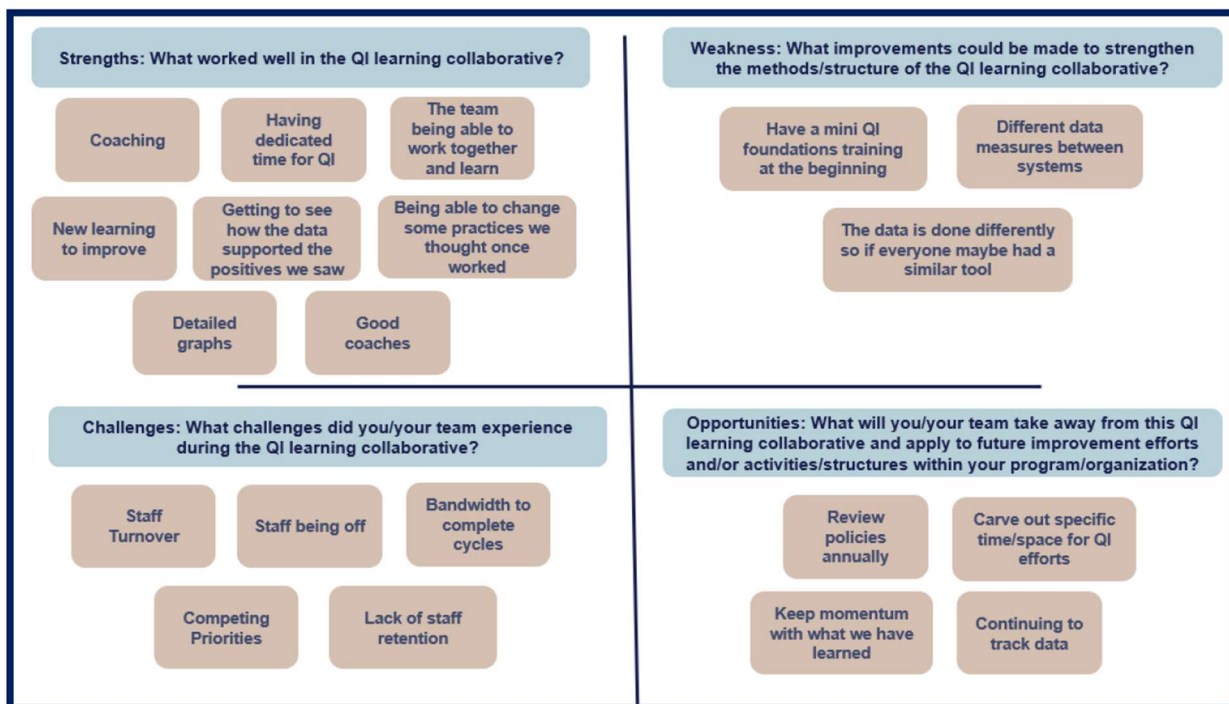 Strengths: What worked well in the QI learning collaborative?
Coaching
Having
dedicated
time for QI
The team
being able to
work together
and learn
New learning
to improve
Getting to see
how the data
supported the
positives we saw
Being able to change
some practices we
thought once
worked
Detailed
graphs
Good
coaches
Weakness: What improvements could be made to strengthen
the methods/structure of the QI learning collaborative?
Have a mini QI
foundations training
at the beginning
Different data
measures between
systems
The data is done differently
so if everyone maybe had a
similar tool
Challenges: What challenges did you/your team experience
during the QI learning collaborative?
Staff
Turnover
Staff being off
Bandwidth to
complete
cycles
Competing
Priorities
Lack of staff
retention
Opportunities: What will you/your team take away from this QI
learning collaborative and apply to future improvement efforts
and/or activities/structures within your program/organization?
Review
policies
annually
Carve out specific
time/space for QI
efforts
Keep momentum
with what we have
learned
Continuing to
track data